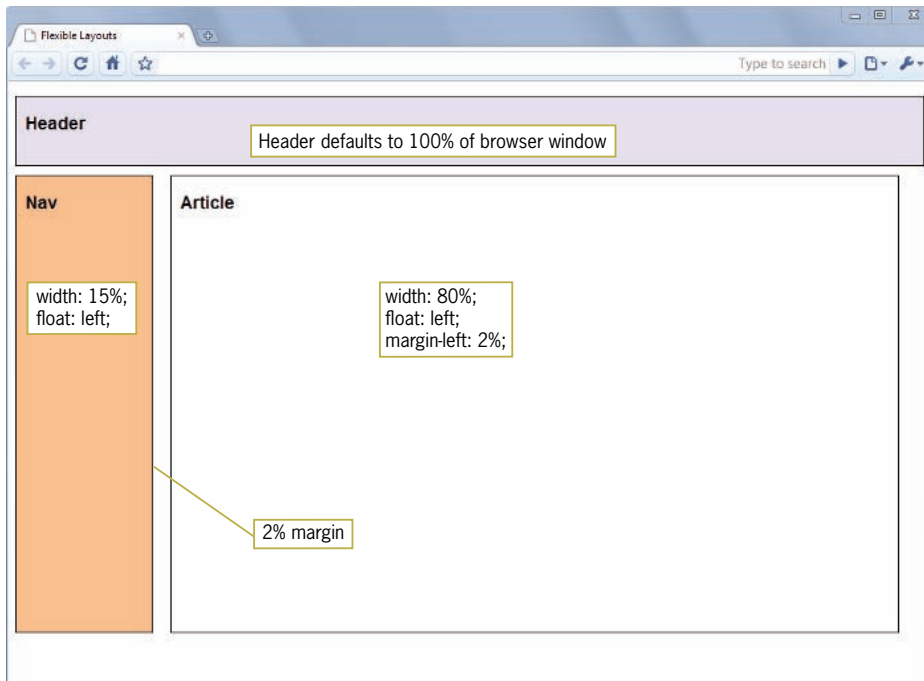 Flexible Layouts
Type to search
Header
Header defaults to 100% of browser window
Nav
Article
width: 15%;
float: left;
width: 80%;
float: left;
margin-left: 2%;
2% margin